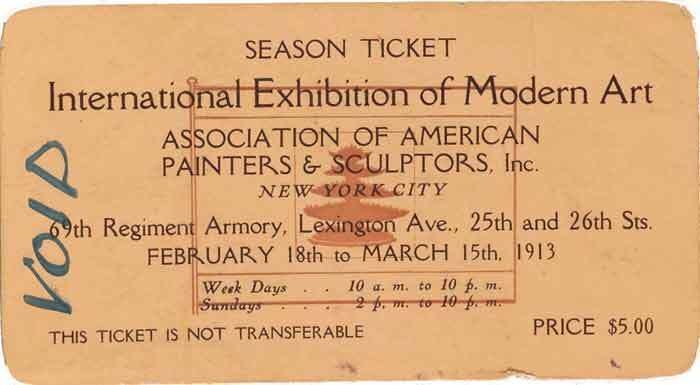 SEASON TICKET
International Exhibition of Modern Art
ASSOCIATION OF AMERICAN
PAINTERS & SCULPTORS, Inc.
NEW YORK CITY
69th Regiment Armory, Lexington Ave., 25th and 26th Sts.
FEBRUARY 18th to MARCH 15th, 1913
Week Days . . 10 a. m. to 10 p. m.
Sundays . . . 2 p. m. to 10 p. m.
THIS TICKET IS NOT TRANSFERABLE
PRICE $5.00
VOID